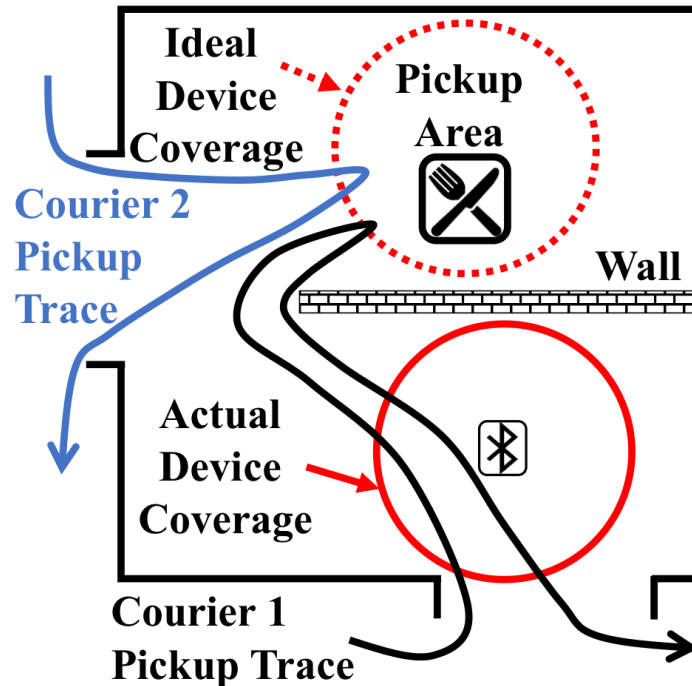 Ideal
Device
Coverage
Pickup
Area
Courier 2
Pickup
Trace
Wall
Actual
Device
Coverage
Courier 1
Pickup Trace